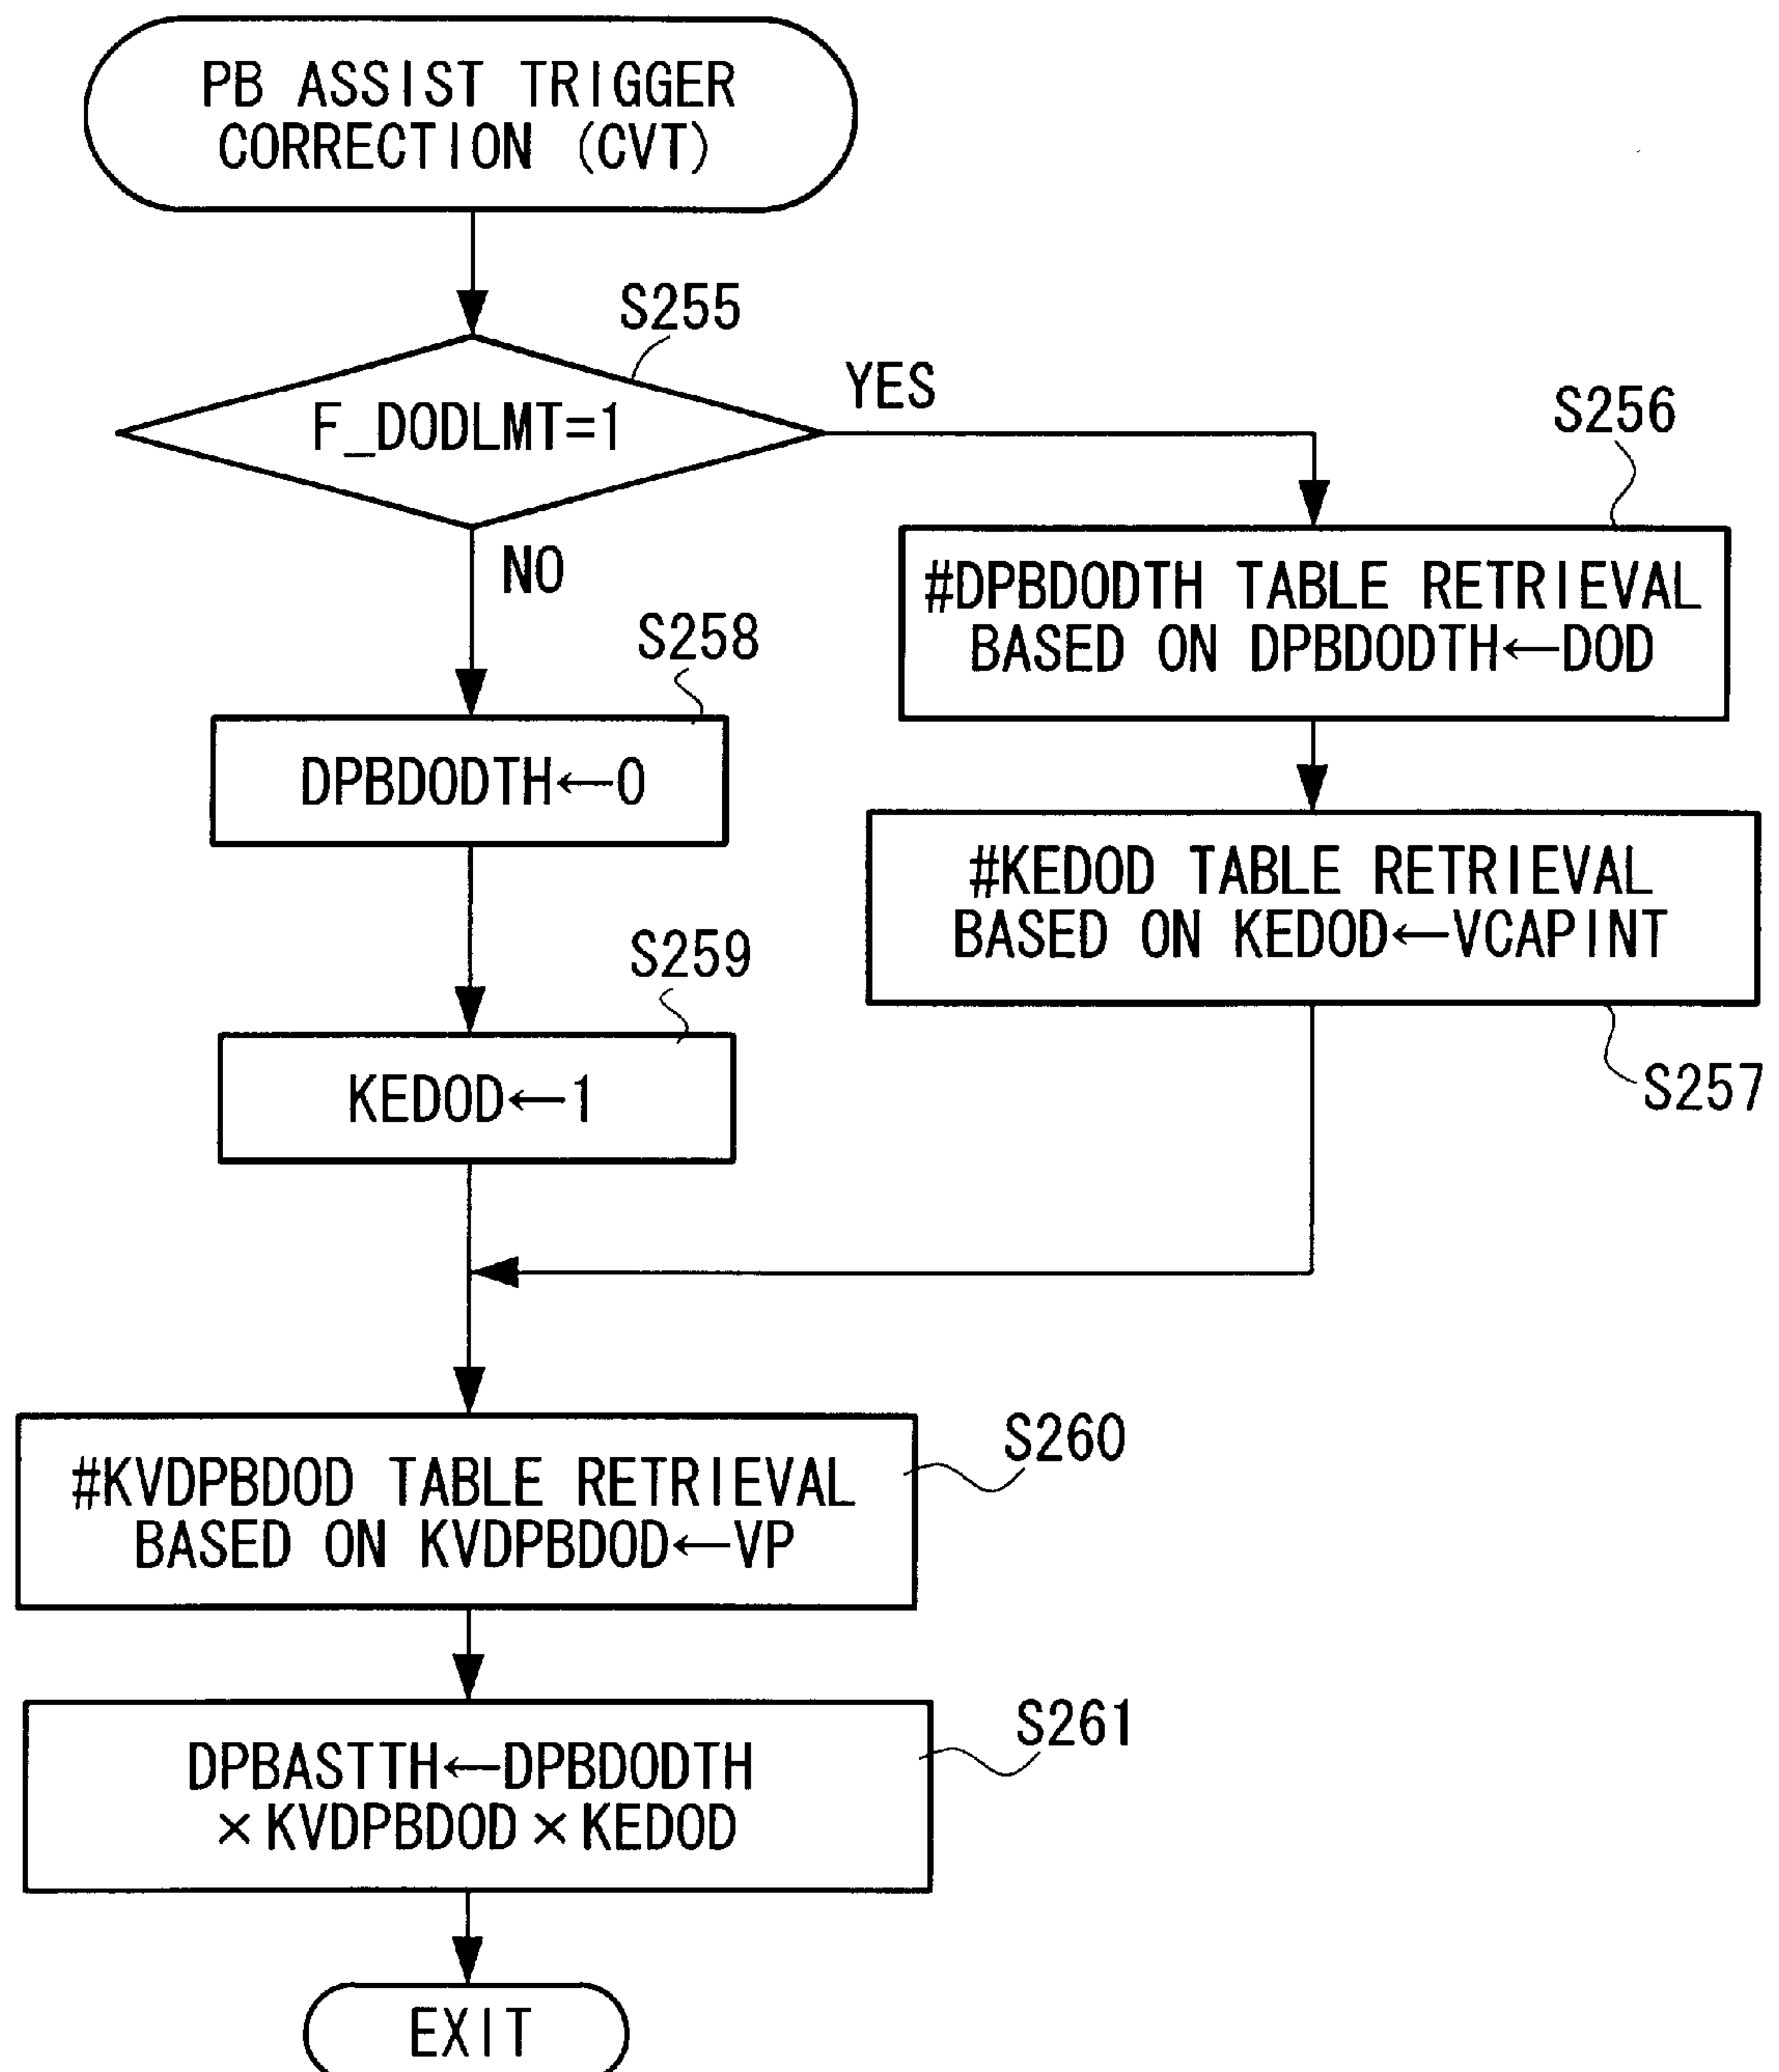 PB ASSIST TRIGGER
CORRECTION (CVT)
S255
F_DODLMT=1
YES
NO
S256
#DPBDODTH TABLE RETRIEVAL
BASED ON DPBDODTH←DOD
S258
DPBDODTH←0
#KEDOD TABLE RETRIEVAL
BASED ON KEDOD←VCAPINT
S257
S259
KEDOD←1
S260
#KVDPBDOD TABLE RETRIEVAL
BASED ON KVDPBDOD←VP
S261
DPBASTTH←DPBDODTH
×KVDPBDOD×KEDOD
EXIT